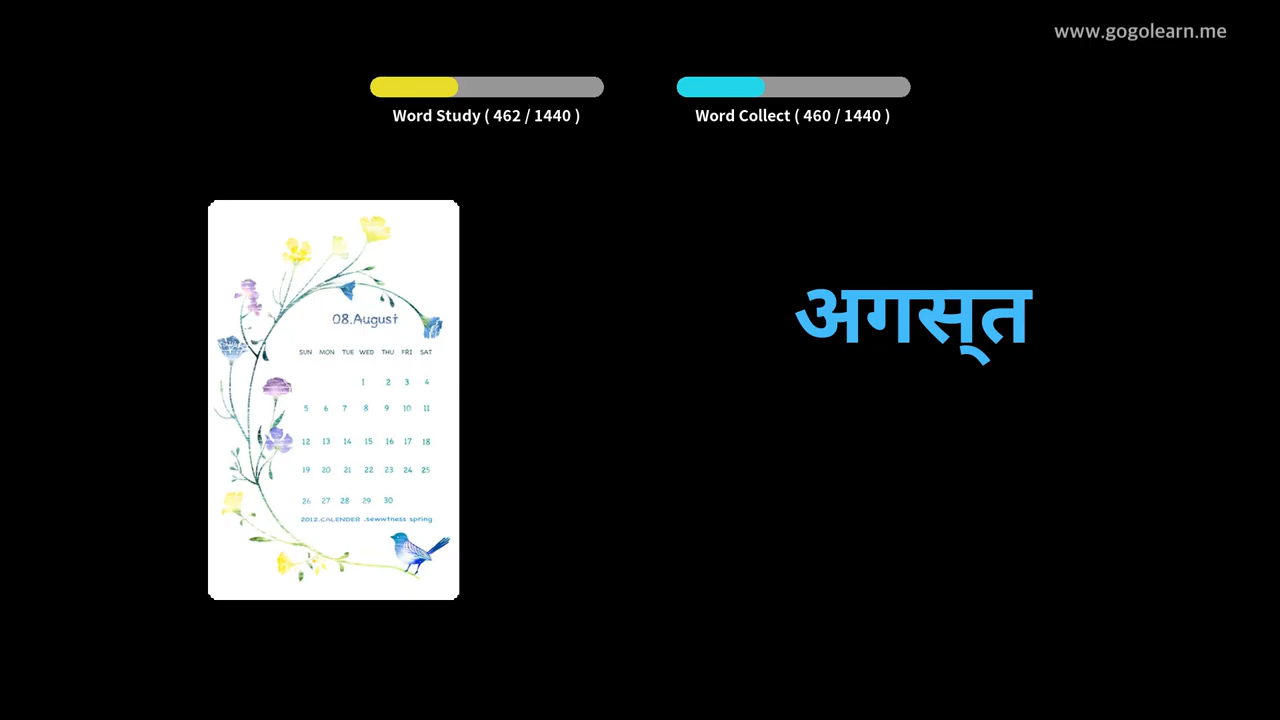 www.gogolearn.me
Word Study ( 462 / 1440 )
Word Collect ( 460 / 1440 )
08.August
SUN MON TUE WED THU FRI SAT
1 2 3 4
5 6 7 8 9 10 11
12 13 14 15 16 17 18
19 20 21 22 23 24 25
26 27 28 29 30
2012.CALENDER .sewwtness spring
अगस्‌त